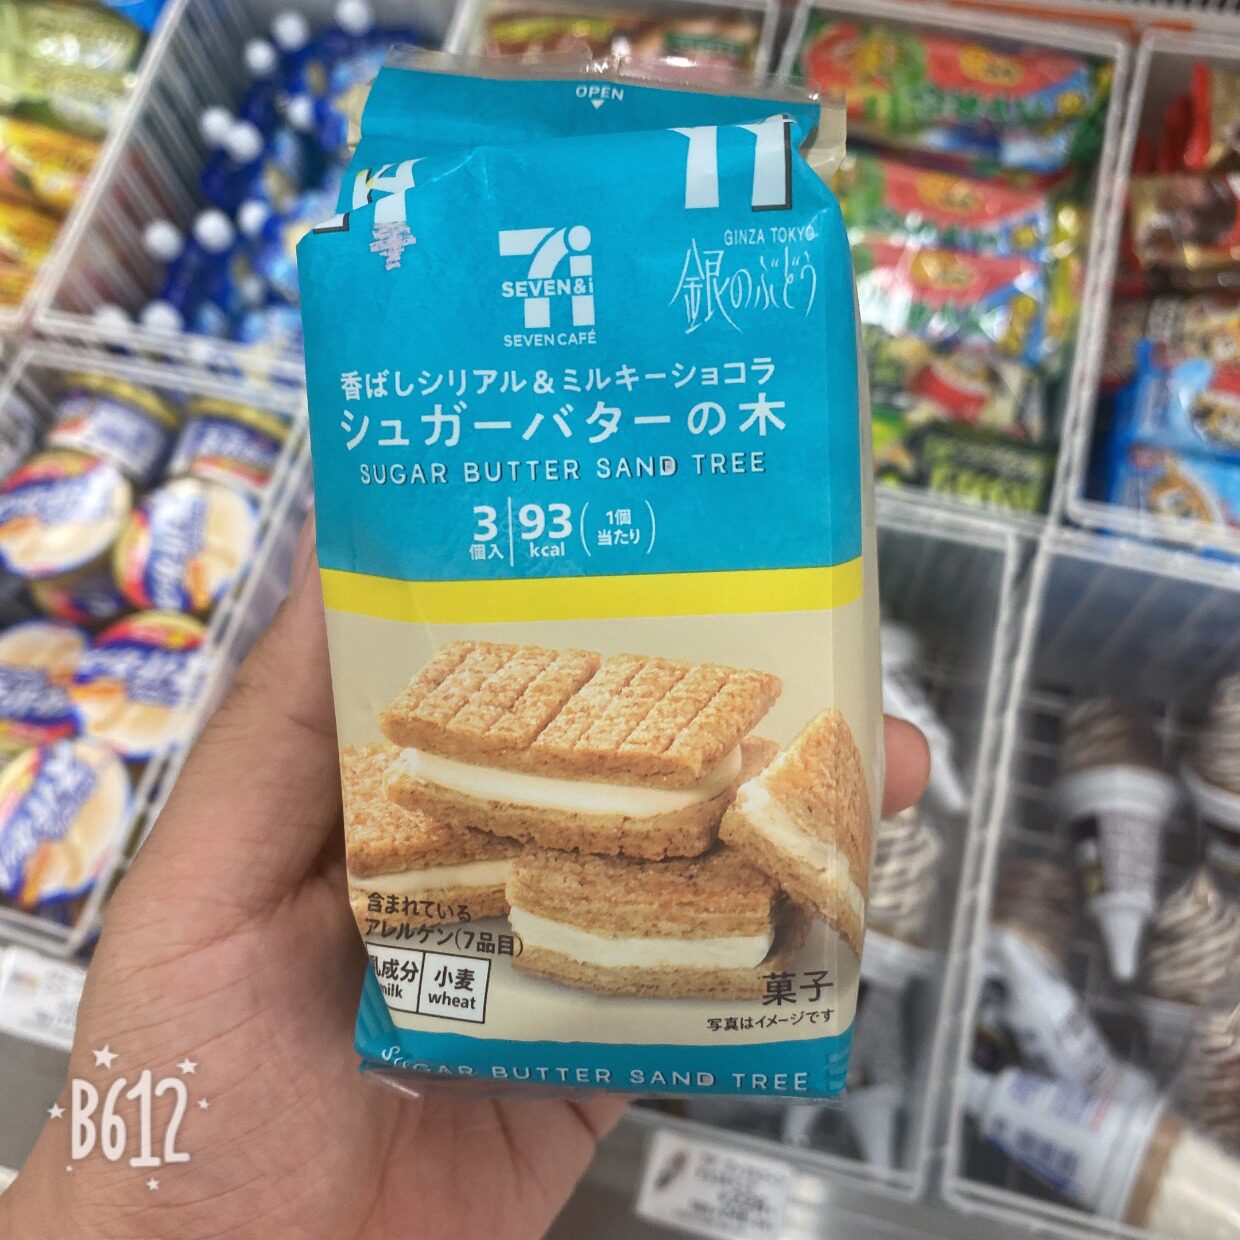 OPEN
SEVEN&i
SEVEN CAFÉ
GINZA TOKYO
銀のぶどう
香ばしシリアル&ミルキーショコラ
シュガーバターの木
SUGAR BUTTER SAND TREE
3個入 93kcal (1個当たり)
含まれている
アレルゲン(7品目)
乳成分 小麦
milk wheat
菓子
写真はイメージです
SUGAR BUTTER SAND TREE
B612